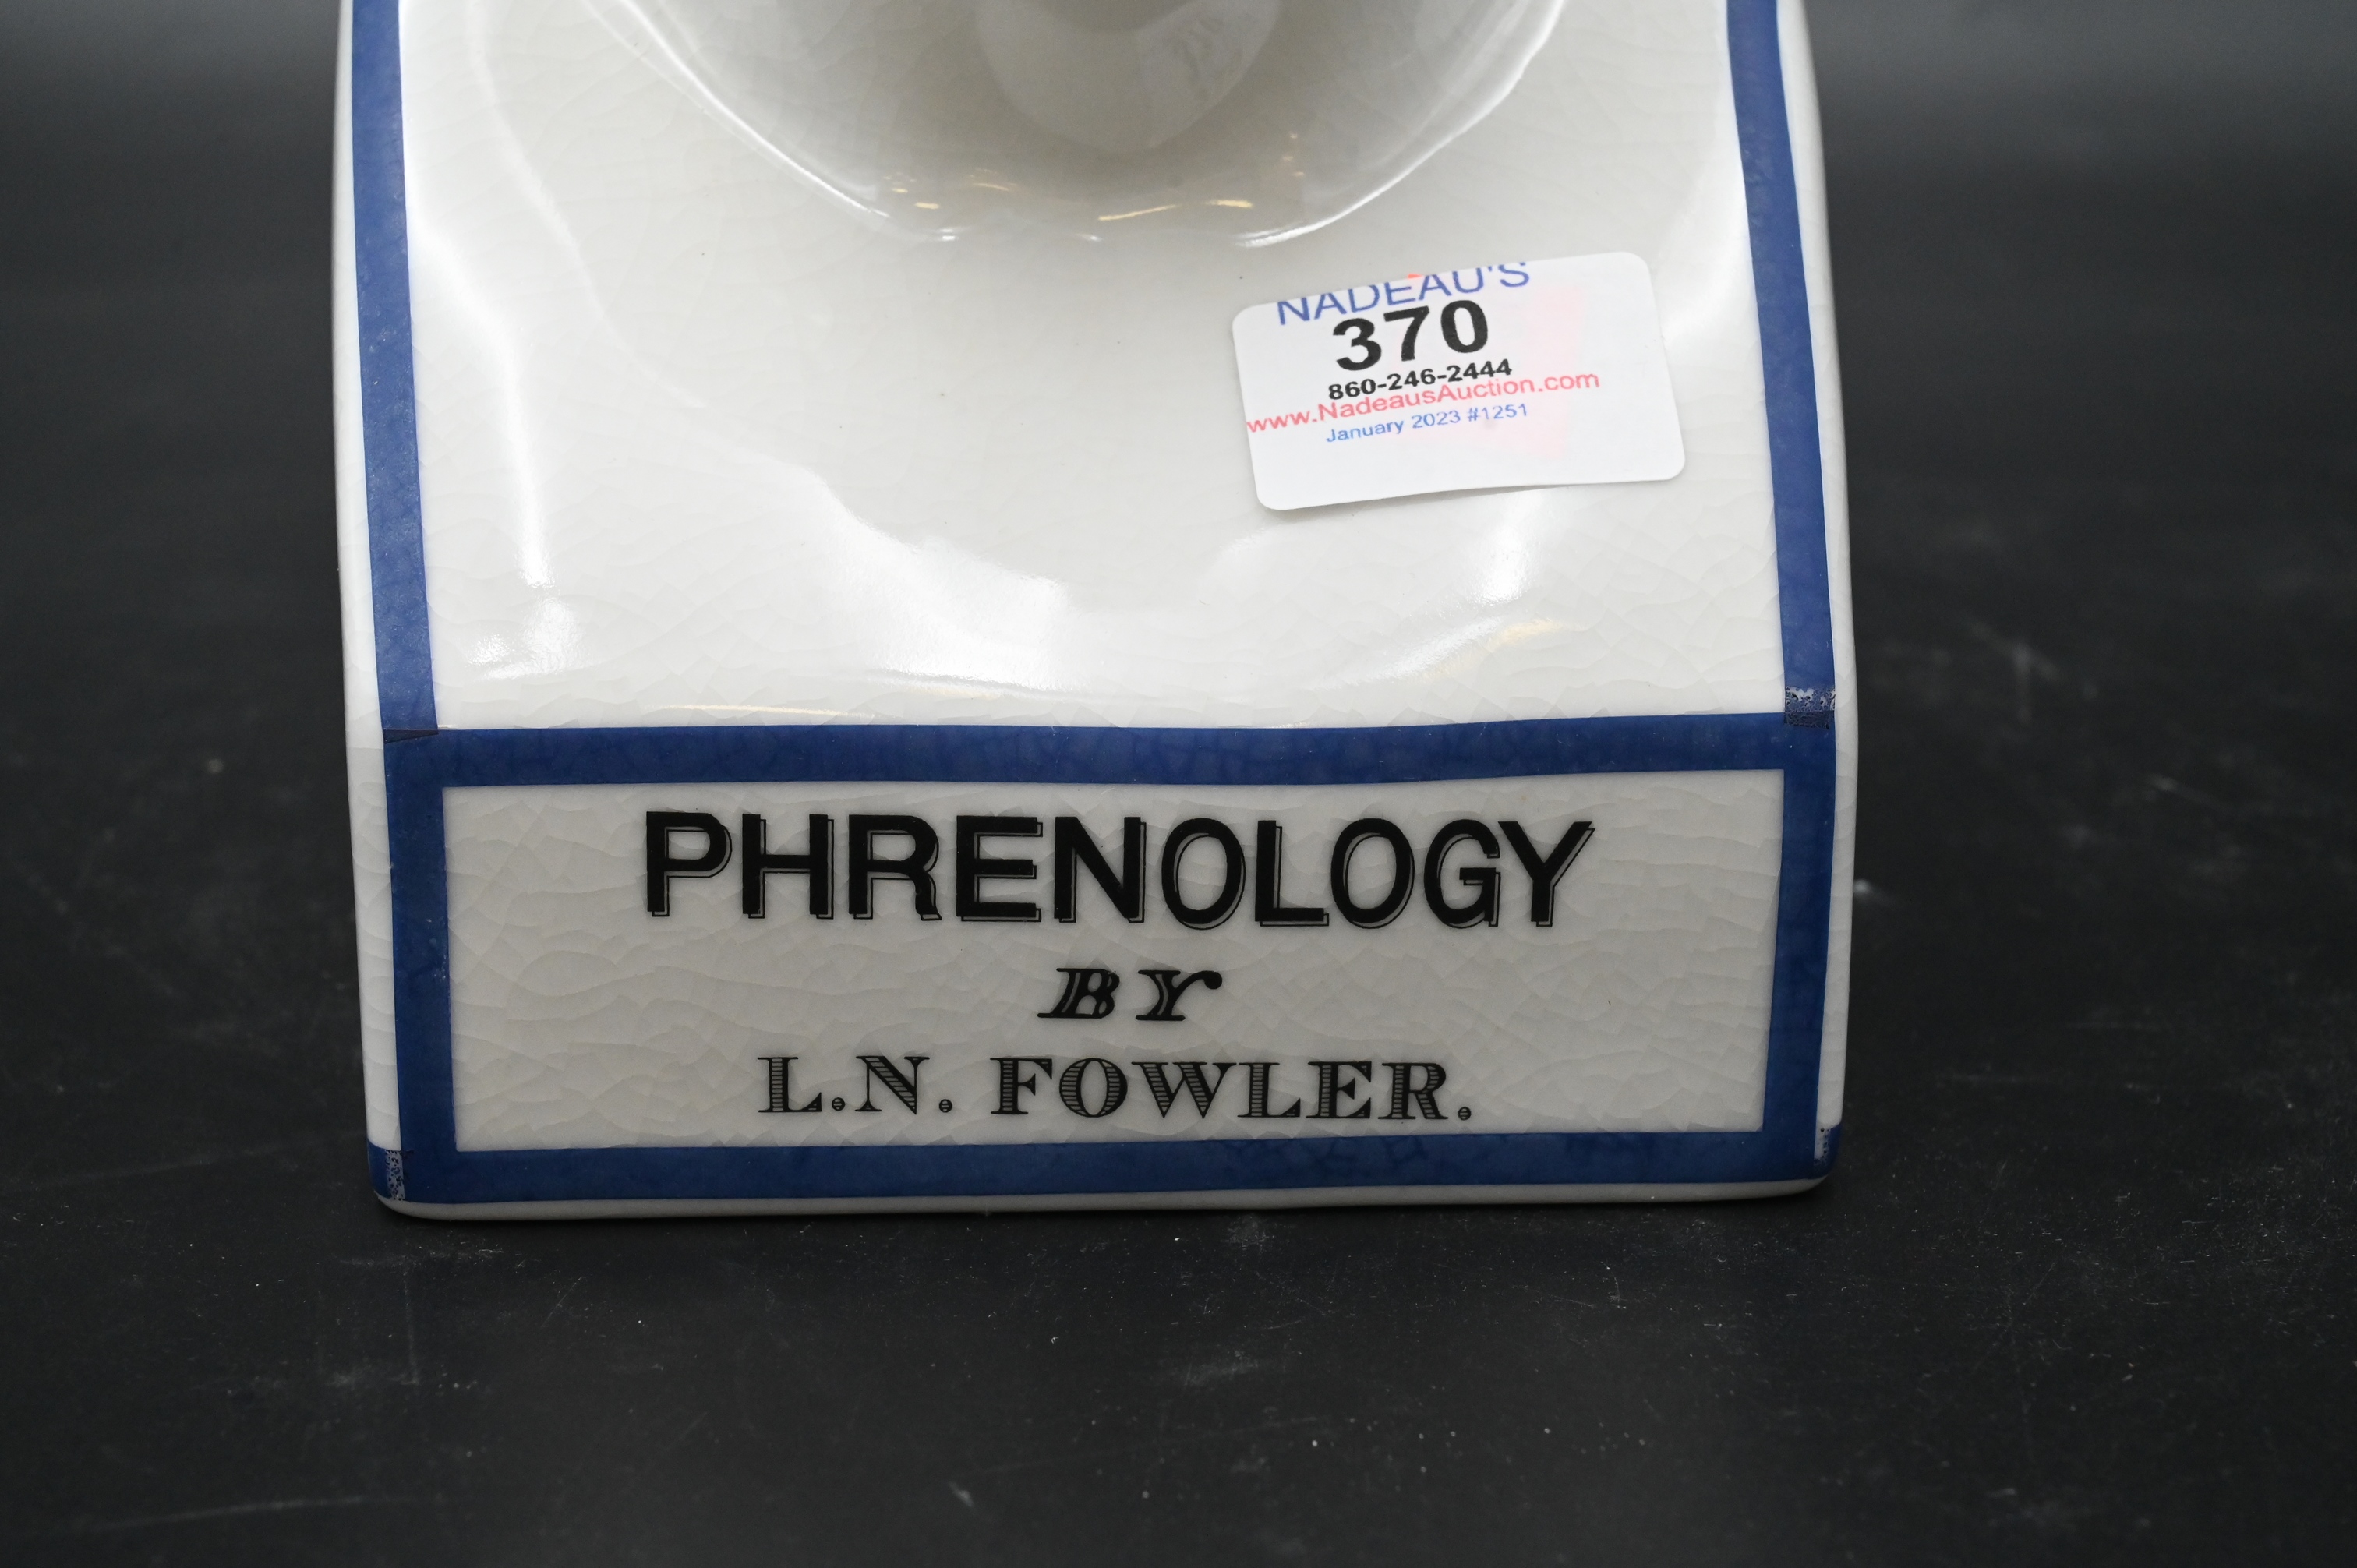 NADEAU'S
370
860-246-2444
www.NadeausAuction.com
January 2023 #1251
PHRENOLOGY
BY
L.N. FOWLER.